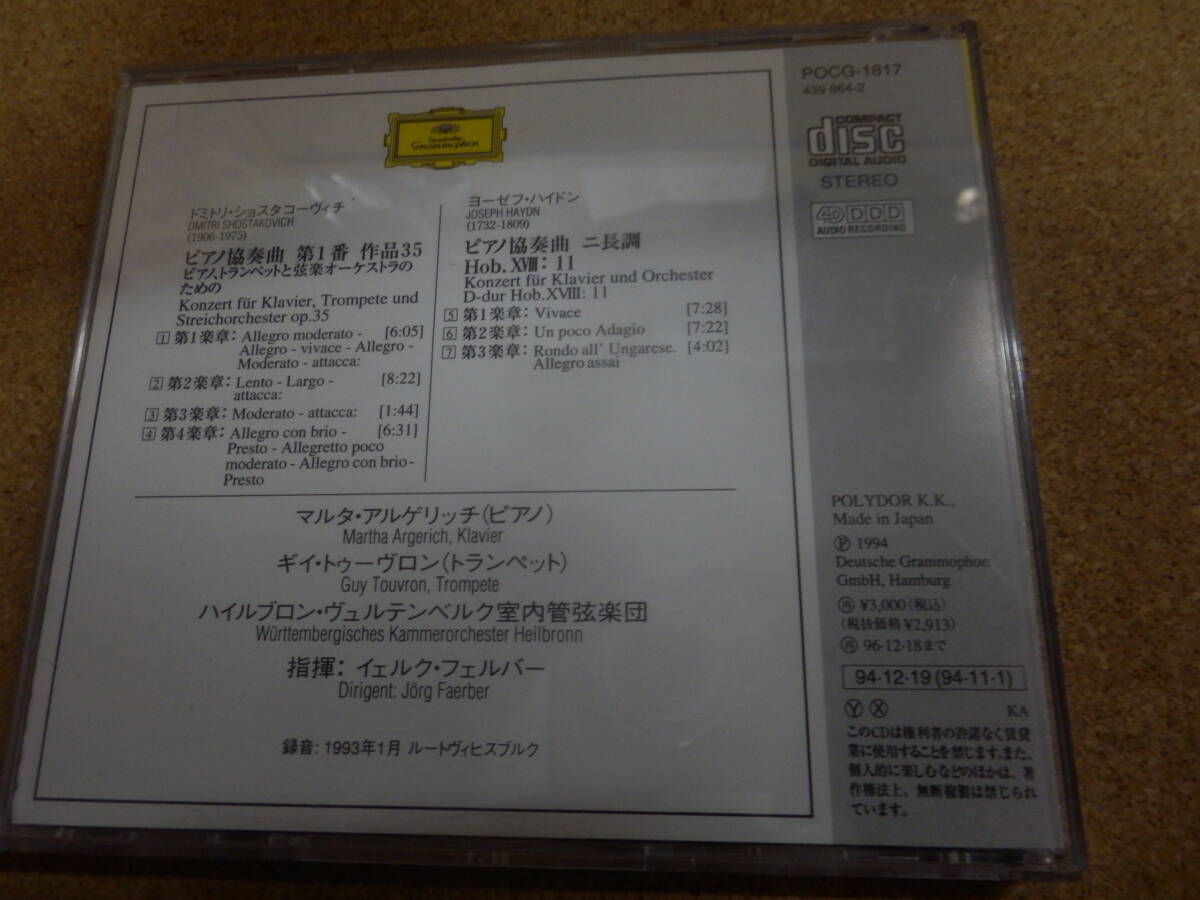 Deutsche
Grammophon
ドミトリ・ショスタコーヴィチ
DMITRI SHOSTAKOVICH
(1906-1975)
ピアノ協奏曲 第1番 作品35
ピアノ、トランペットと弦楽オーケストラの
ための
Konzert für Klavier, Trompete und
Streichorchester op.35
1 第1楽章: Allegro moderato - [6:05]
Allegro - vivace - Allegro -
Moderato - attacca:
2 第2楽章: Lento - Largo - [8:22]
attacca:
3 第3楽章: Moderato - attacca: [1:44]
4 第4楽章: Allegro con brio - [6:31]
Presto - Allegretto poco
moderato - Allegro con brio-
Presto
ヨーゼフ・ハイドン
JOSEPH HAYDN
(1732-1809)
ピアノ協奏曲 ニ長調
Hob. XVIII: 11
Konzert für Klavier und Orchester
D-dur Hob.XVIII: 11
5 第1楽章: Vivace [7:28]
6 第2楽章: Un poco Adagio [7:22]
7 第3楽章: Rondo all' Ungarese. [4:02]
Allegro assai
マルタ・アルゲリッチ(ピアノ)
Martha Argerich, Klavier
ギイ・トゥーヴロン(トランペット)
Guy Touvron, Trompete
ハイルブロン・ヴュルテンベルク室内管弦楽団
Württembergisches Kammerorchester Heilbronn
指揮: イェルク・フェルバー
Dirigent: Jörg Faerber
録音: 1993年1月 ルートヴィヒスブルク
POCG-1817
439 864-2
COMPACT
disc
DIGITAL AUDIO
STEREO
4D DDD
AUDIO RECORDING
POLYDOR K.K.,
Made in Japan
Ⓟ 1994
Deutsche Grammophon
GmbH, Hamburg
㊥ ¥3,000(税込)
(税抜価格¥2,913)
㊥ 96-12-18まで
94-12-19 (94-11-1)
Ⓨ Ⓧ KA
このCDは権利者の許諾なく賃貸
業に使用することを禁じます。また、
個人的に楽しむなどのほかは、著
作権法上、無断複製は禁じられ
ています。